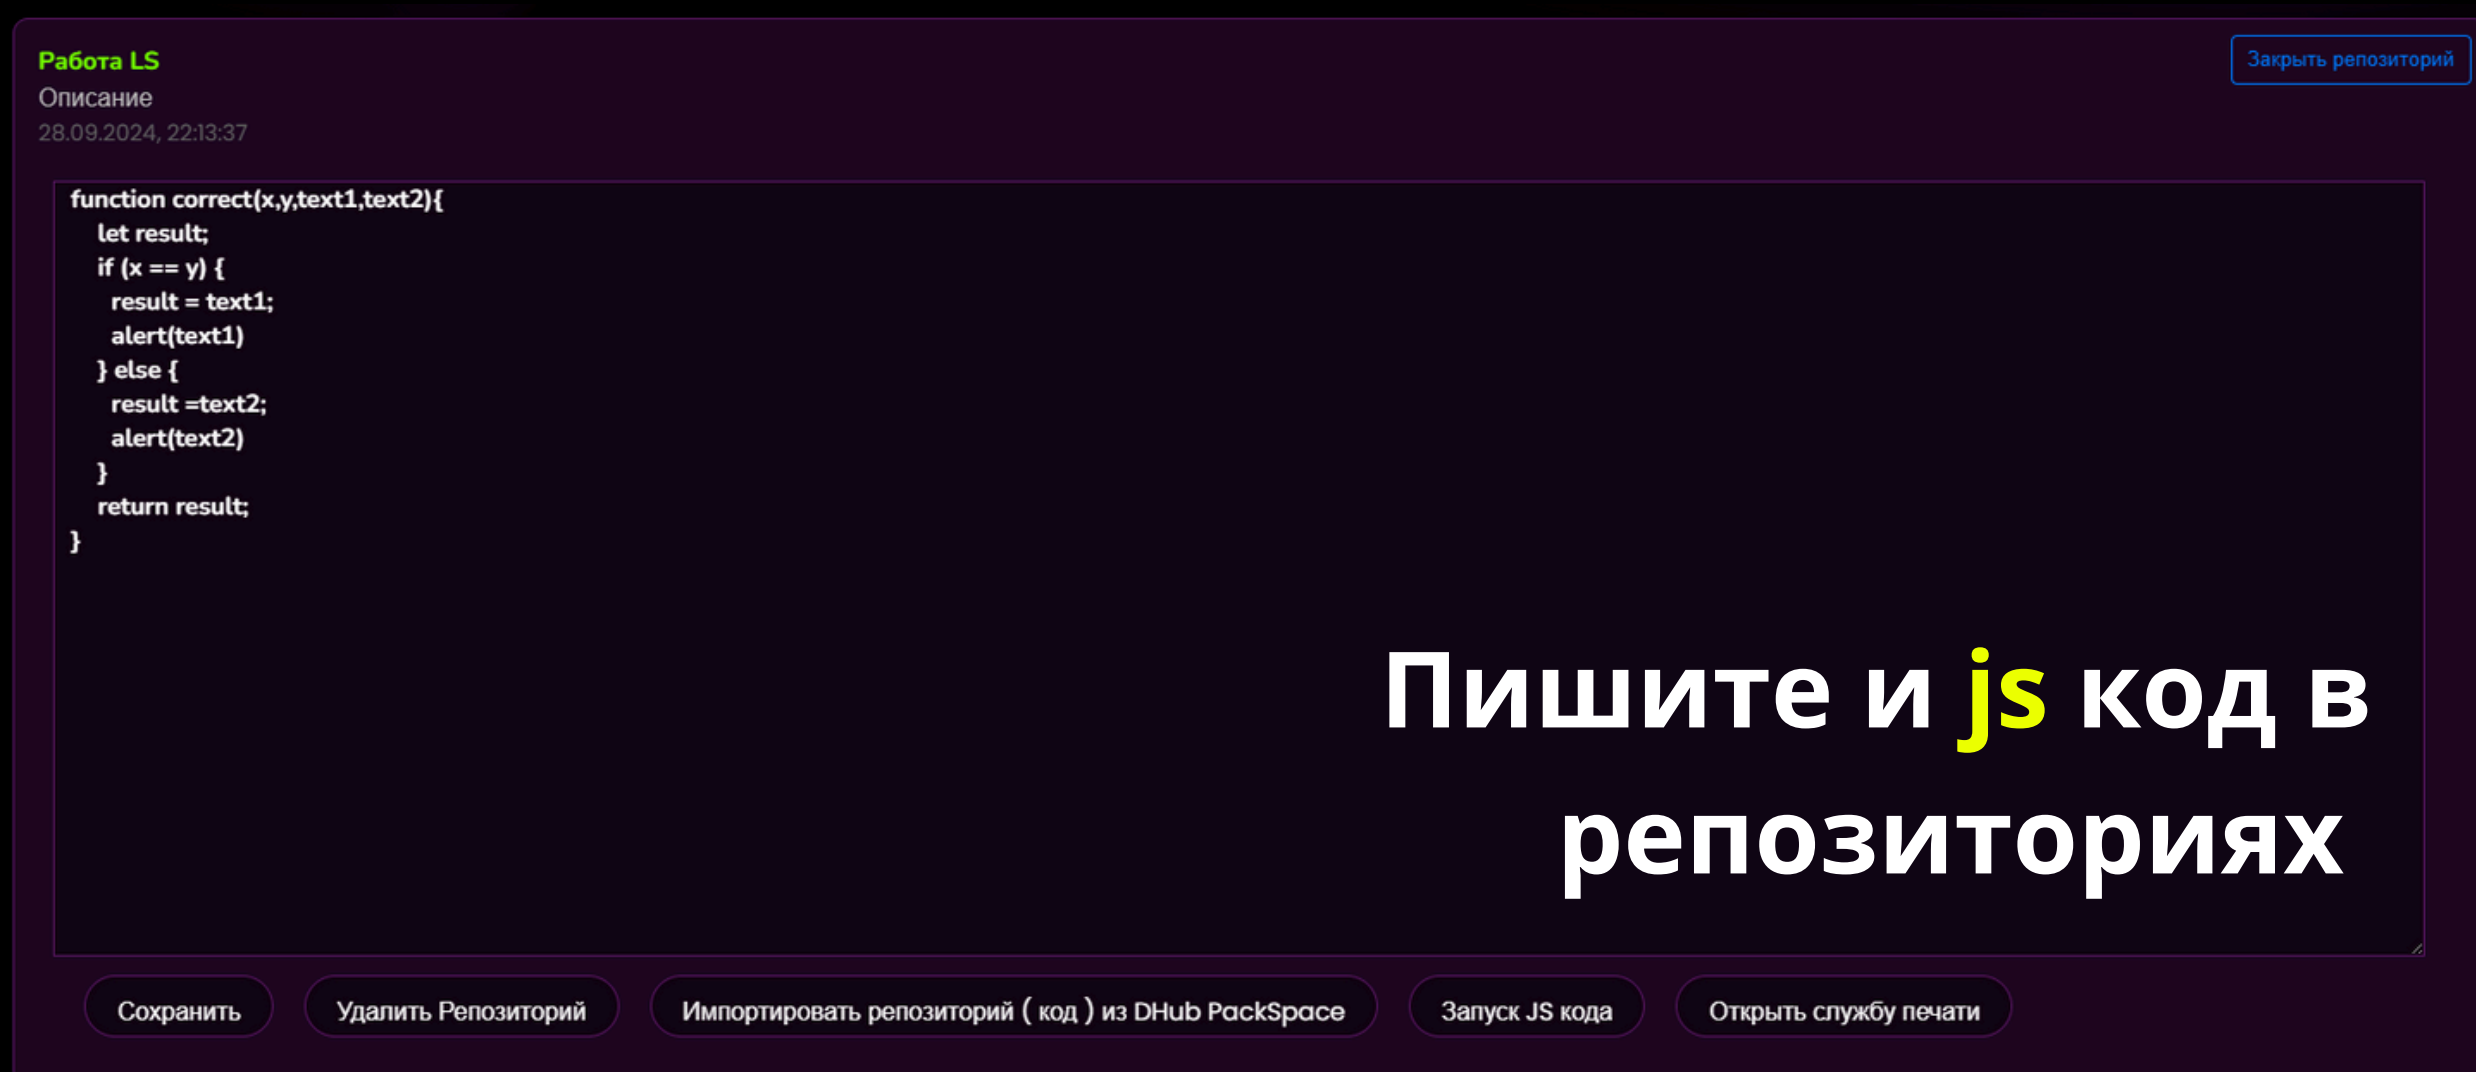 Работа LS
Закрыть репозиторий
Описание
28.09.2024, 22:13:37
function correct(x,y,text1,text2){
let result;
if (x == y) {
result = text1;
alert(text1)
} else {
result =text2;
alert(text2)
}
return result;
}
Пишите и js код в
репозиториях
Сохранить
Удалить Репозиторий
Импортировать репозиторий ( код ) из DHub PackSpace
Запуск JS кода
Открыть службу печати